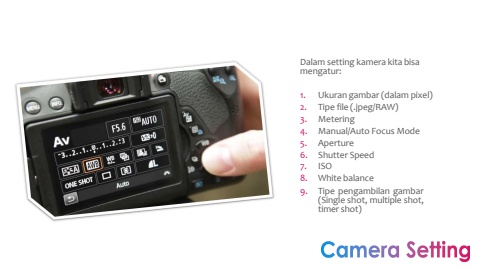 Dalam setting kamera kita bisa
mengatur:
1. Ukuran gambar (dalam pixel)
2. Tipe file (.jpeg/RAW)
3. Metering
4. Manual/Auto Focus Mode
5. Aperture
6. Shutter Speed
7. ISO
8. White balance
9. Tipe pengambilan gambar
(Single shot, multiple shot,
timer shot)
MENU
INFO.
Av
F5.6
AUTO
-3..2..1..0..1..2..:3
AWB
ONE SHOT
Auto
Camera Setting